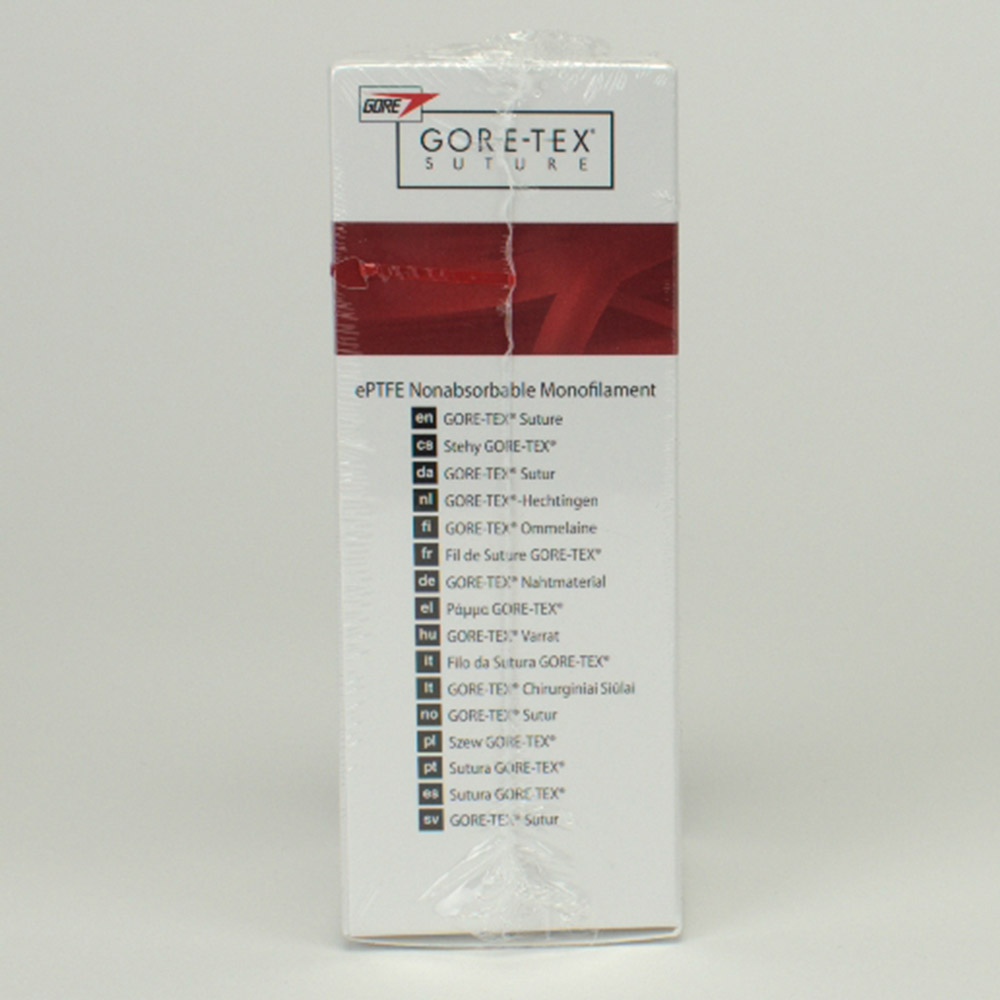 GORE
GORE-TEX®
SUTURE
ePTFE Nonabsorbable Monofilament
en GORE-TEX® Suture
cs Stehy GORE-TEX®
da GORE-TEX® Sutur
nl GORE-TEX®-Hechtingen
fi GORE-TEX® Ommelaine
fr Fil de Suture GORE-TEX®
de GORE-TEX® Nahtmaterial
el Ράμμα GORE-TEX®
hu GORE-TEX® Varrat
it Filo da Sutura GORE-TEX®
lt GORE-TEX® Chirurginiai Siūlai
no GORE-TEX® Sutur
pl Szew GORE-TEX®
pt Sutura GORE-TEX®
es Sutura GORE-TEX®
sv GORE-TEX® Sutur